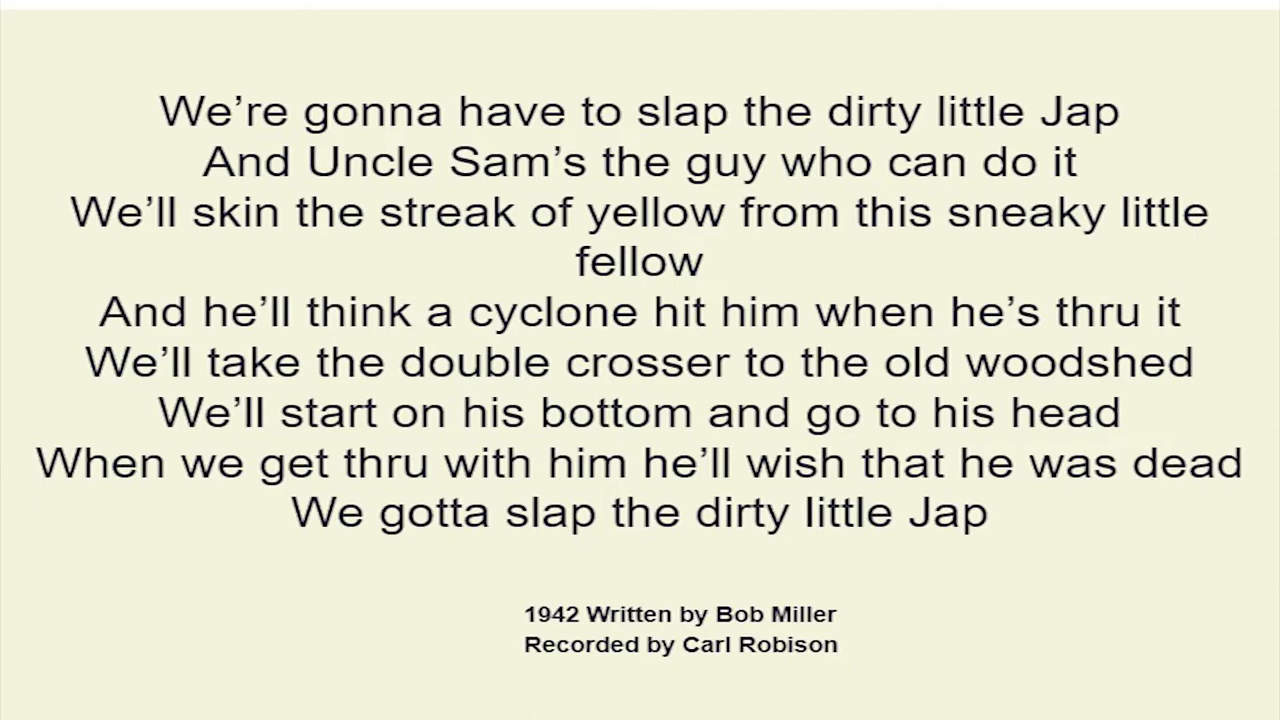 We’re gonna have to slap the dirty little Jap
And Uncle Sam’s the guy who can do it
We’ll skin the streak of yellow from this sneaky little
fellow
And he’ll think a cyclone hit him when he’s thru it
We’ll take the double crosser to the old woodshed
We’ll start on his bottom and go to his head
When we get thru with him he’ll wish that he was dead
We gotta slap the dirty little Jap
1942 Written by Bob Miller
Recorded by Carl Robison